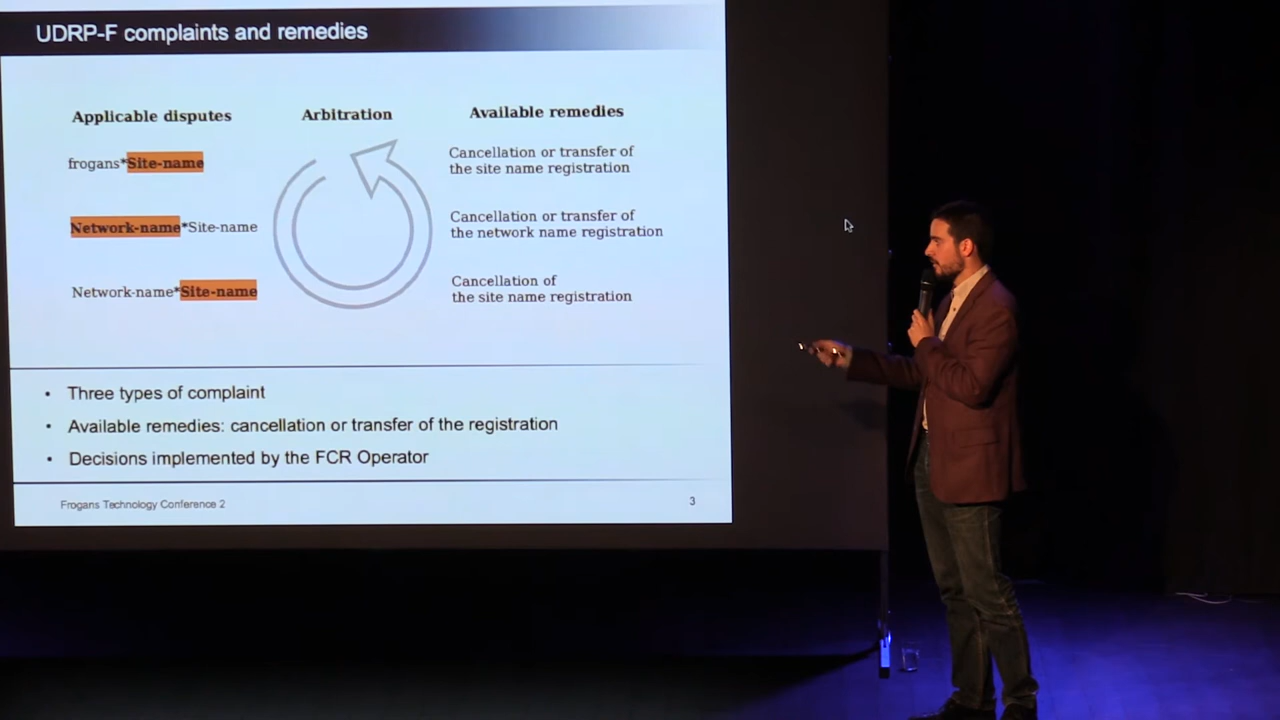 UDRP-F complaints and remedies
Applicable disputes
Arbitration
Available remedies
frogans*Site-name
Cancellation or transfer of
the site name registration
Network-name*Site-name
Cancellation or transfer of
the network name registration
Network-name*Site-name
Cancellation of
the site name registration
• Three types of complaint
• Available remedies: cancellation or transfer of the registration
• Decisions implemented by the FCR Operator
Frogans Technology Conference 2
3